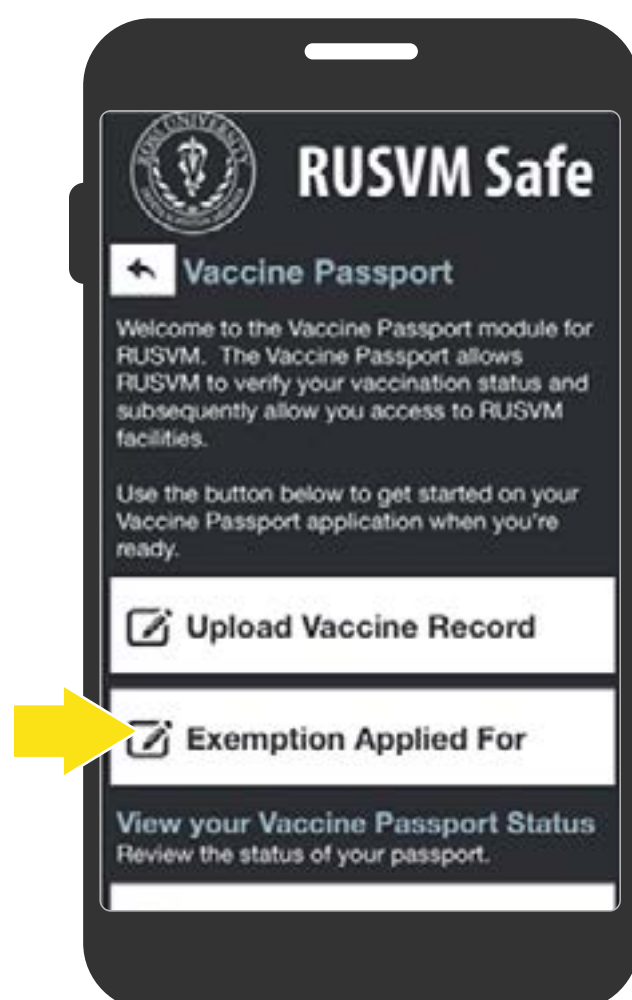 ROSS UNIVERSITY
RUSVM Safe
Vaccine Passport
Welcome to the Vaccine Passport module for
RUSVM. The Vaccine Passport allows
RUSVM to verify your vaccination status and
subsequently allow you access to RUSVM
facilities.
Use the button below to get started on your
Vaccine Passport application when you're
ready.
Upload Vaccine Record
Exemption Applied For
View your Vaccine Passport Status
Review the status of your passport.